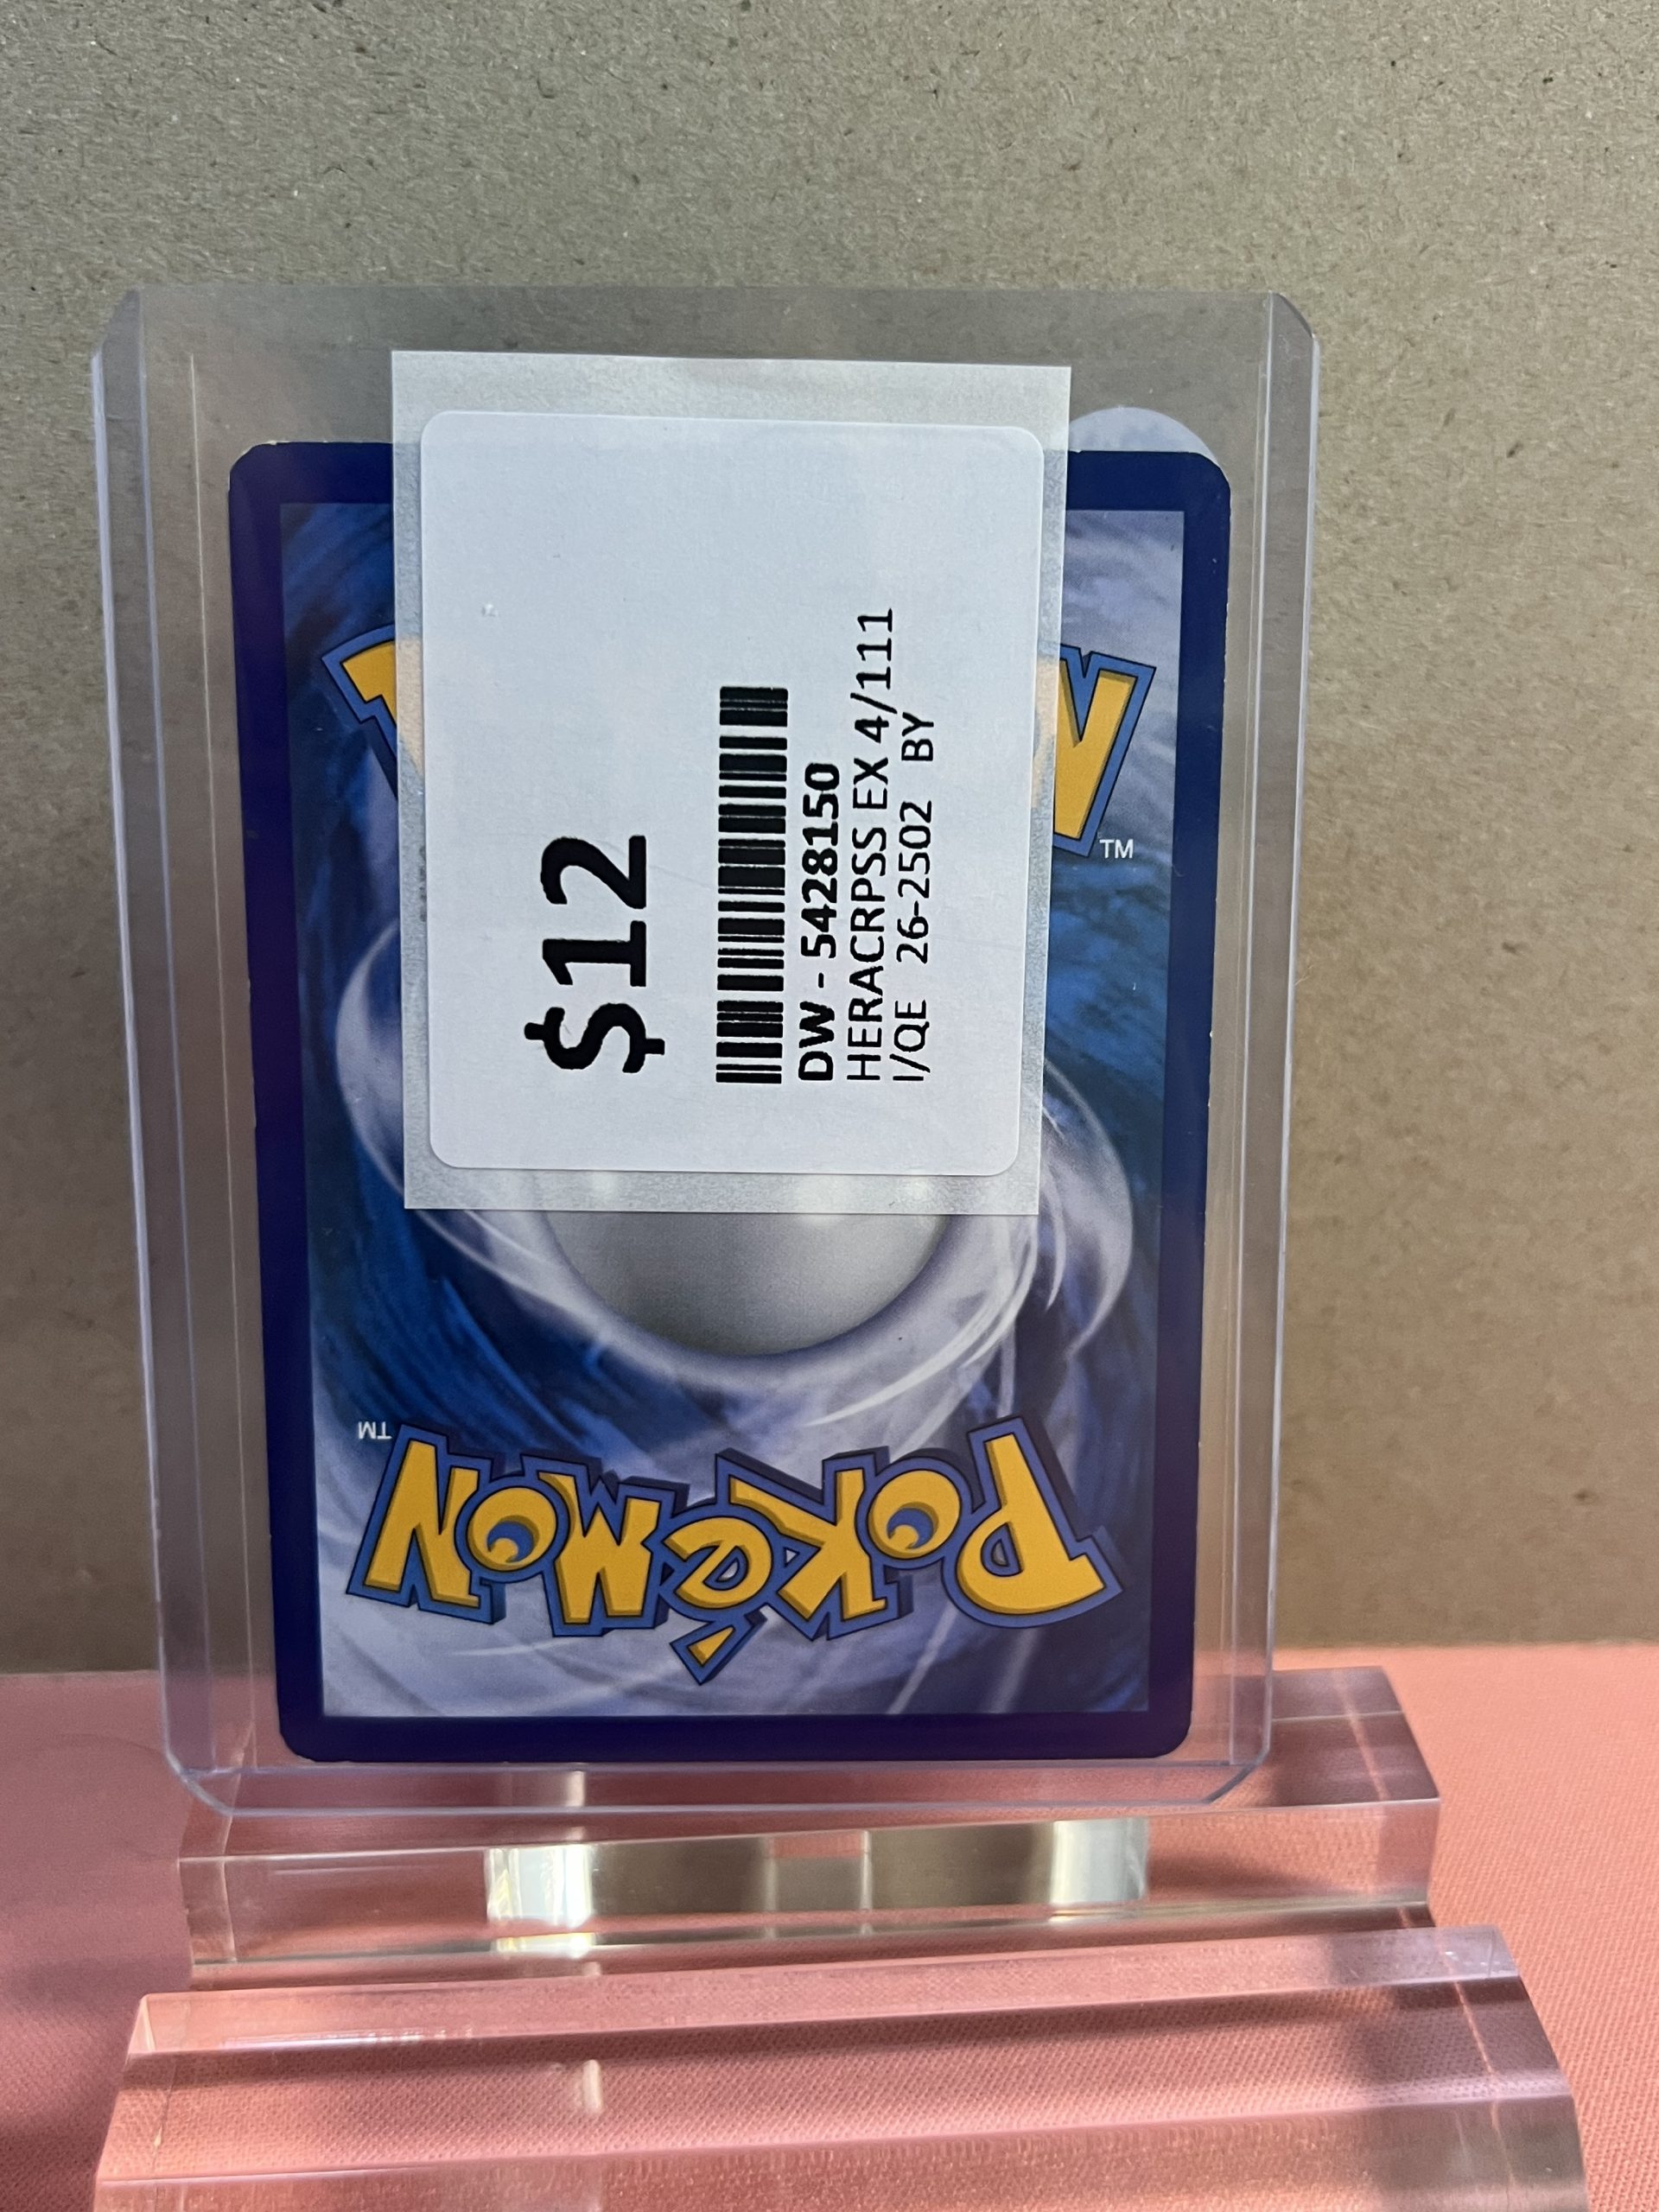 $12
DW - 5428150
HERACRPSS EX 4/111
I/QE 26-2502 BY
TM
TM
POKéMON